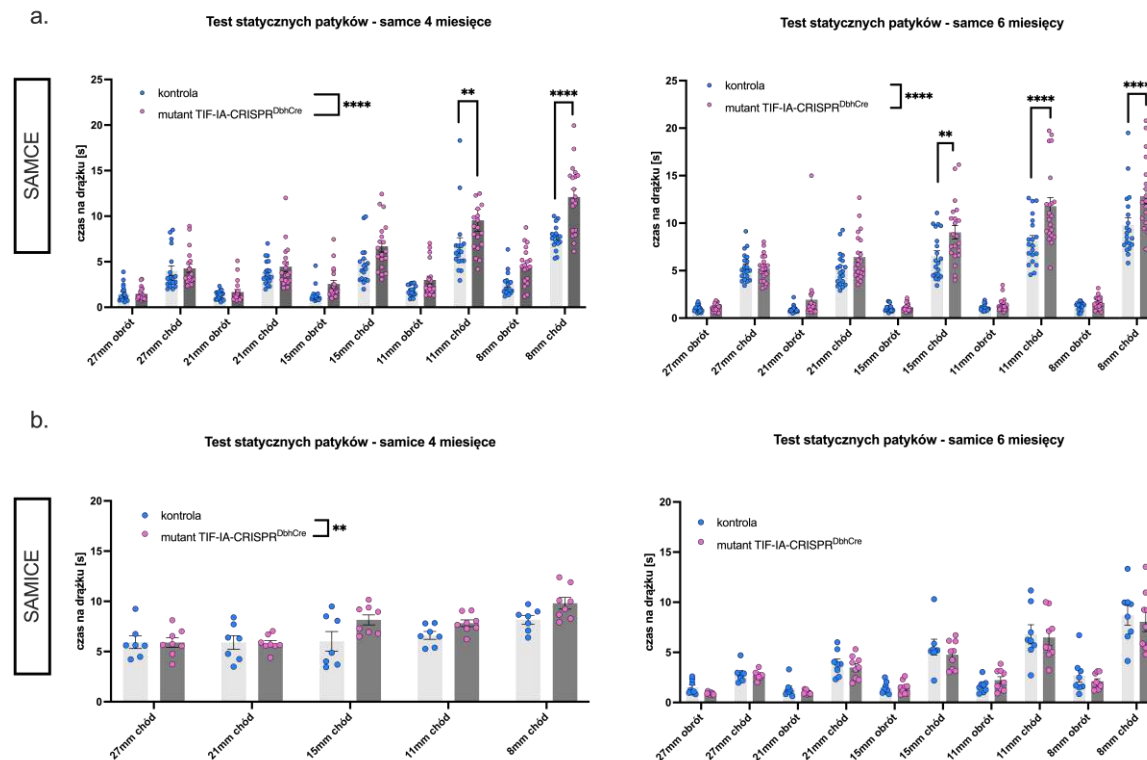 a.
Test statycznych patyków - samce 4 miesięce
SAMCE
czas na drążku [s]
25
20
15
10
5
0
kontrola
mutant TIF-IA-CRISPRDbhCre
****
**
****
27mm obrót
27mm chód
21mm obrót
21mm chód
15mm obrót
15mm chód
11mm obrót
11mm chód
8mm obrót
8mm chód
Test statycznych patyków - samce 6 miesięcy
czas na drążku [s]
25
20
15
10
5
0
kontrola
mutant TIF-IA-CRISPRDbhCre
****
**
****
****
27mm obrót
27mm chód
21mm obrót
21mm chód
15mm obrót
15mm chód
11mm obrót
11mm chód
8mm obrót
8mm chód
b.
Test statycznych patyków - samice 4 miesięce
SAMICE
czas na drążku [s]
20
15
10
5
0
kontrola
mutant TIF-IA-CRISPRDbhCre
**
27mm chód
21mm chód
15mm chód
11mm chód
8mm chód
Test statycznych patyków - samice 6 miesięcy
czas na drążku [s]
20
15
10
5
0
kontrola
mutant TIF-IA-CRISPRDbhCre
27mm obrót
27mm chód
21mm obrót
21mm chód
15mm obrót
15mm chód
11mm obrót
11mm chód
8mm obrót
8mm chód